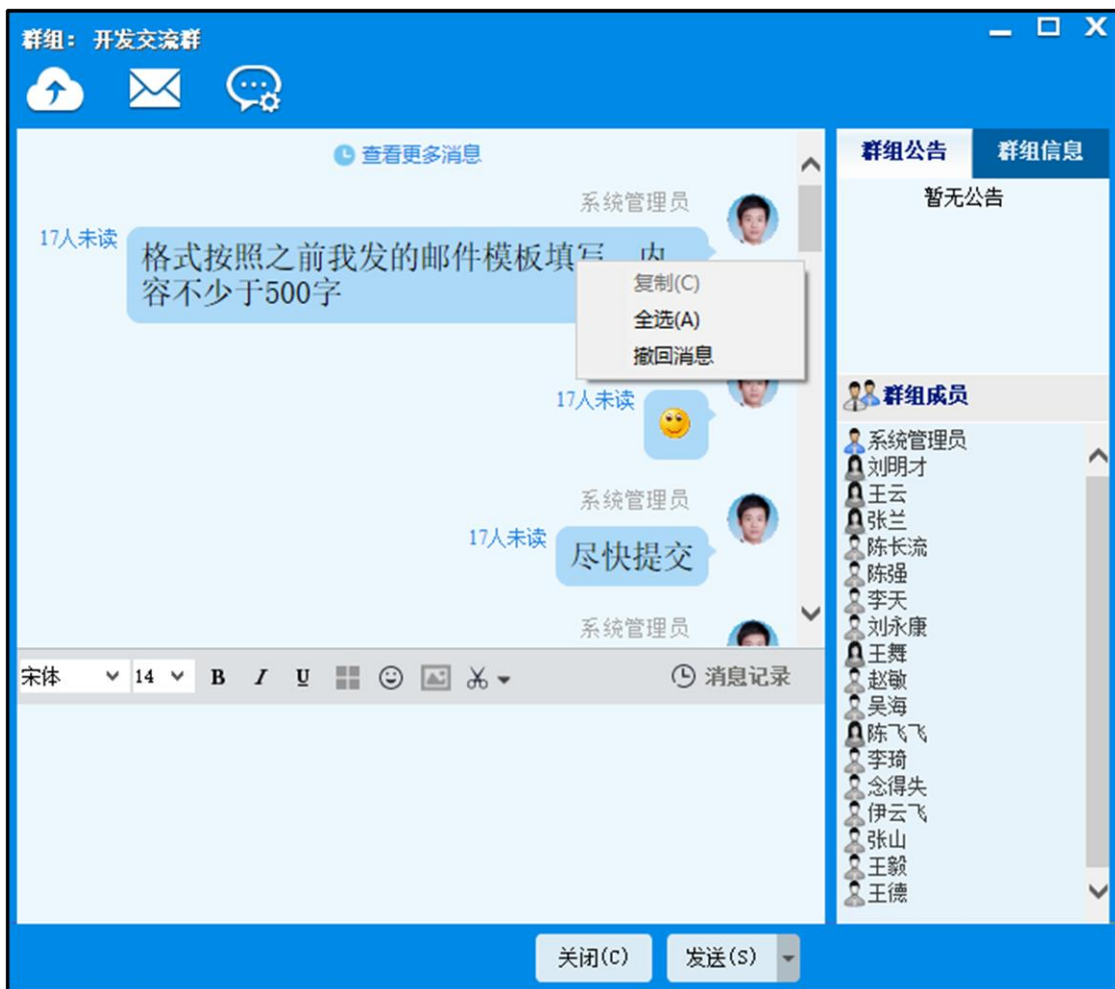 群组： 开发交流群
查看更多消息
系统管理员
17人未读
格式按照之前我发的邮件模板填写 内
容不少于500字
复制(C)
全选(A)
撤回消息
17人未读
系统管理员
17人未读
尽快提交
系统管理员
宋体 14 B I U 消息记录
关闭(C) 发送(S)
群组公告 群组信息
暂无公告
群组成员
系统管理员
刘明才
王云
张兰
陈长流
陈强
李天
刘永康
王舞
赵敏
吴海
陈飞飞
李琦
念得失
伊云飞
张山
王毅
王德